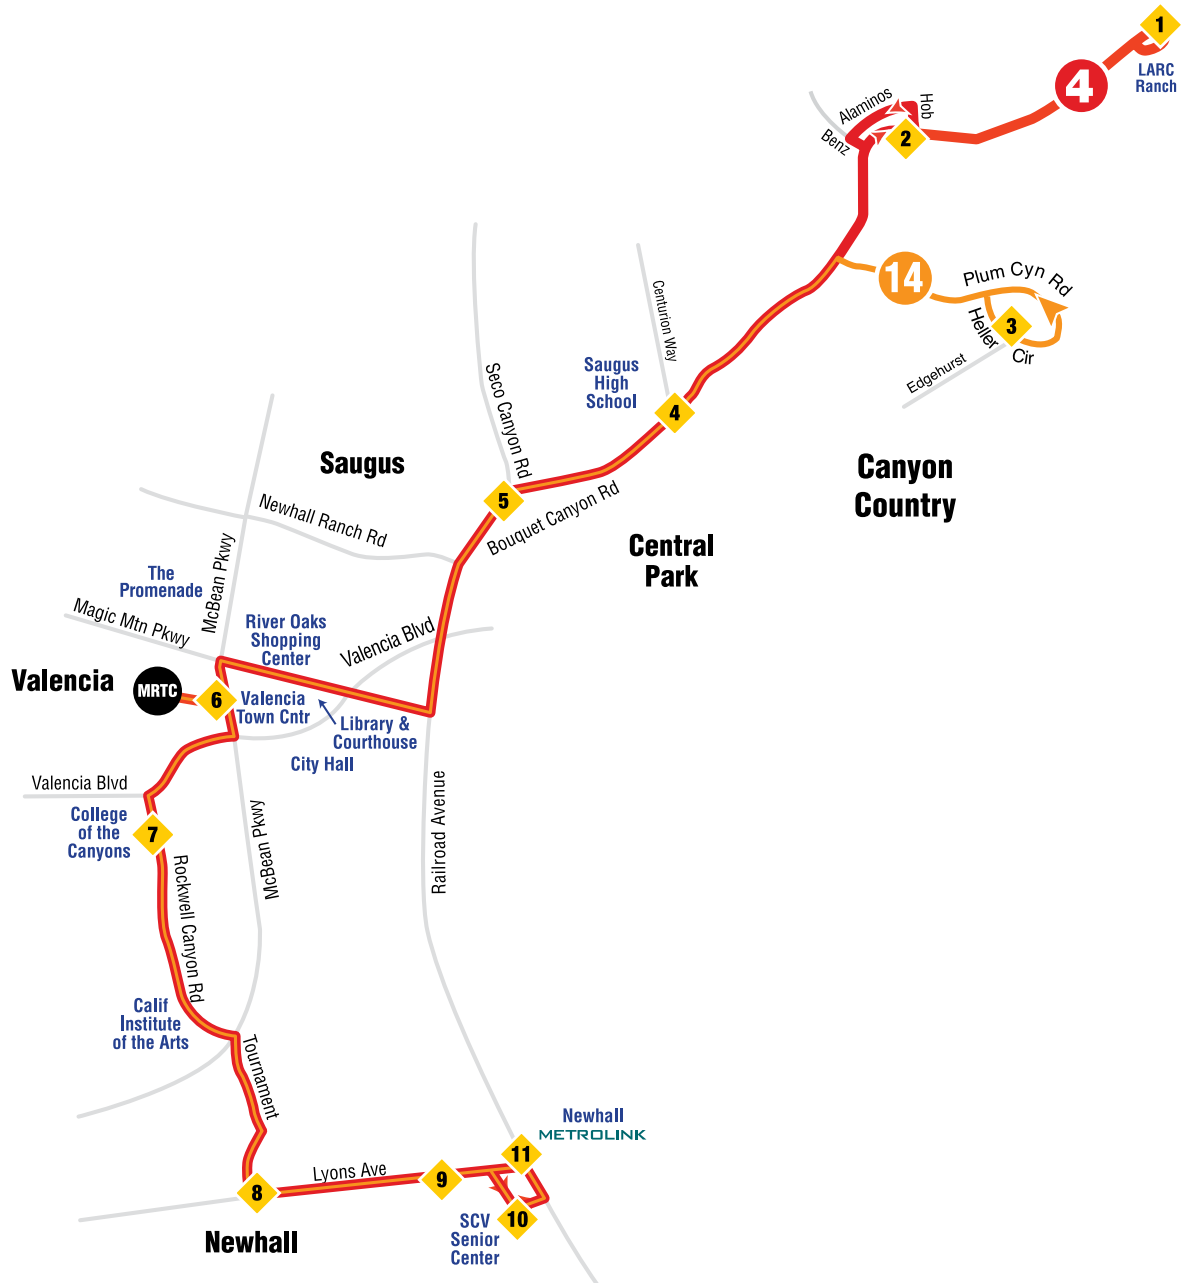 1
LARC
Ranch
4
Alaminos
Hob
Benz
2
14
Plum Cyn Rd
3
Heller
Cir
Edgehurst
Centurion Way
Saugus
High
School
4
Seco Canyon Rd
Saugus
Canyon
Country
5
Bouquet Canyon Rd
Newhall Ranch Rd
Central
Park
McBean Pkwy
The
Promenade
Magic Mtn Pkwy
River Oaks
Shopping
Center
Valencia Blvd
Valencia
MRTC
6
Valencia
Town Cntr
Library &
Courthouse
City Hall
Valencia Blvd
College
of the
Canyons
7
McBean Pkwy
Railroad Avenue
Rockwell Canyon Rd
Calif
Institute
of the Arts
Tournament
Newhall
METROLINK
11
Lyons Ave
9
8
10
SCV
Senior
Center
Newhall